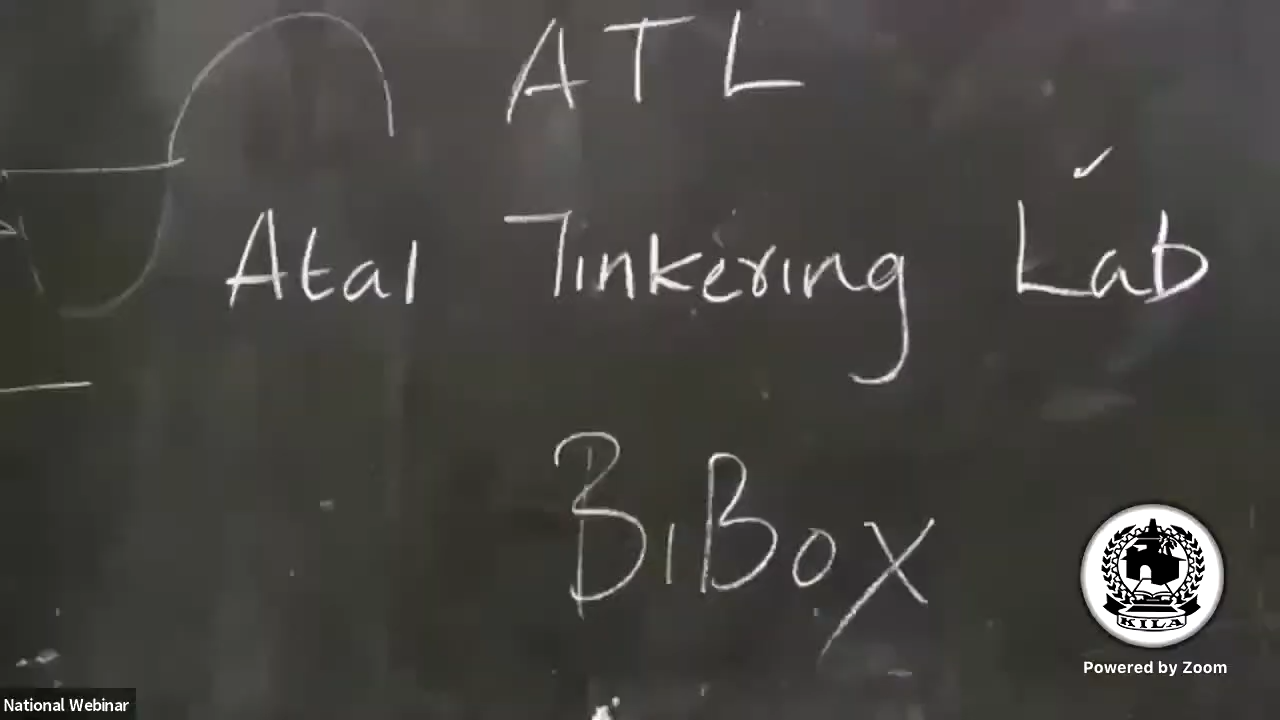 ATL
Atal Tinkering Lab
BiBox
KILA
Powered by Zoom
National Webinar